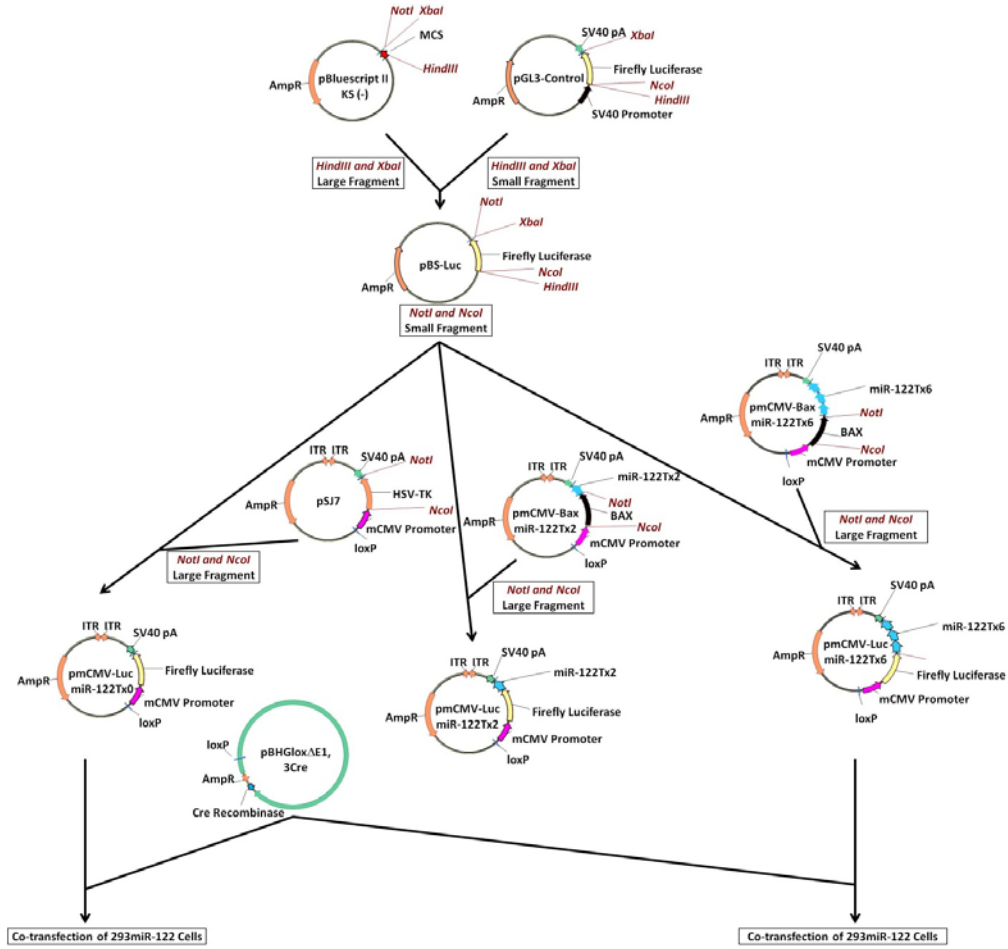 NotI XbaI
MCS
HindIII
AmpR
pBluescript II
KS (-)
SV40 pA
XbaI
Firefly Luciferase
NcoI
HindIII
SV40 Promoter
AmpR
pGL3-Control
HindIII and XbaI
Large Fragment
HindIII and XbaI
Small Fragment
NotI
XbaI
Firefly Luciferase
NcoI
HindIII
AmpR
pBS-Luc
NotI and NcoI
Small Fragment
ITR ITR
SV40 pA
NotI
HSV-TK
NcoI
mCMV Promoter
loxP
AmpR
pSJ7
NotI and NcoI
Large Fragment
ITR ITR
SV40 pA
miR-122Tx2
NotI
BAX
NcoI
mCMV Promoter
loxP
AmpR
pmCMV-Bax
miR-122Tx2
NotI and NcoI
Large Fragment
ITR ITR
SV40 pA
miR-122Tx6
NotI
BAX
NcoI
mCMV Promoter
loxP
AmpR
pmCMV-Bax
miR-122Tx6
NotI and NcoI
Large Fragment
ITR ITR
SV40 pA
Firefly Luciferase
mCMV Promoter
loxP
AmpR
pmCMV-Luc
miR-122Tx0
ITR ITR
SV40 pA
miR-122Tx2
Firefly Luciferase
mCMV Promoter
loxP
AmpR
pmCMV-Luc
miR-122Tx2
ITR ITR
SV40 pA
miR-122Tx6
Firefly Luciferase
mCMV Promoter
loxP
AmpR
pmCMV-Luc
miR-122Tx6
loxP
AmpR
Cre Recombinase
pBHGloxΔE1,
3Cre
Co-transfection of 293miR-122 Cells
Co-transfection of 293miR-122 Cells